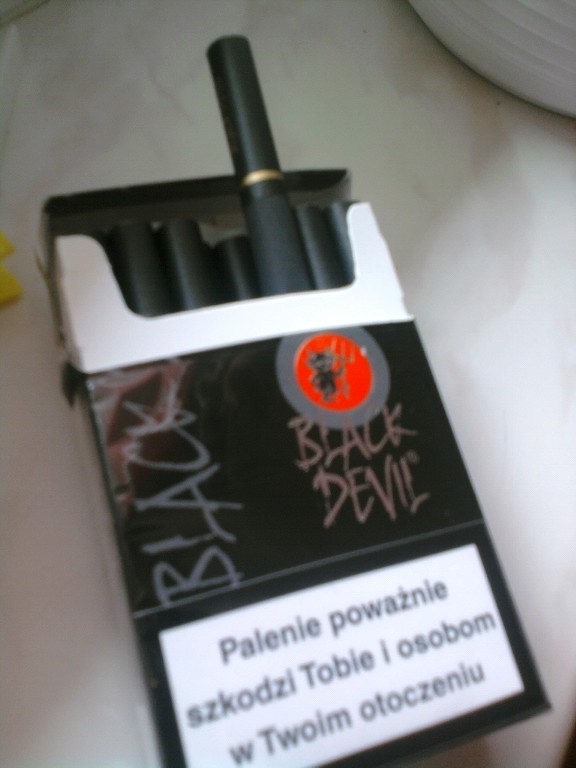 BLACK
DEVIL®
BLACK
Palenie poważnie
szkodzi Tobie i osobom
w Twoim otoczeniu